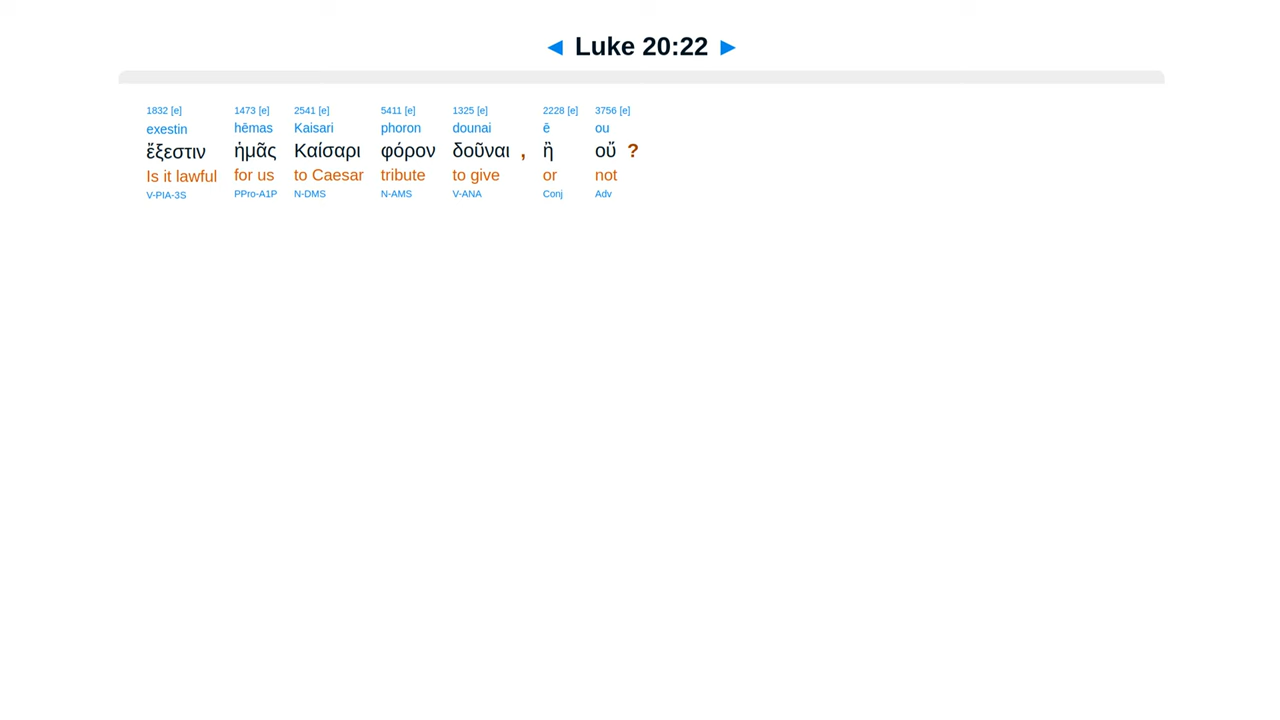 ◄ Luke 20:22 ►
1832 [e] 1473 [e] 2541 [e] 5411 [e] 1325 [e] 2228 [e] 3756 [e]
exestin hēmas Kaisari phoron dounai ē ou
ἔξεστιν ἡμᾶς Καίσαρι φόρον δοῦναι , ἢ οὔ ?
Is it lawful for us to Caesar tribute to give or not
V-PIA-3S PPro-A1P N-DMS N-AMS V-ANA Conj Adv